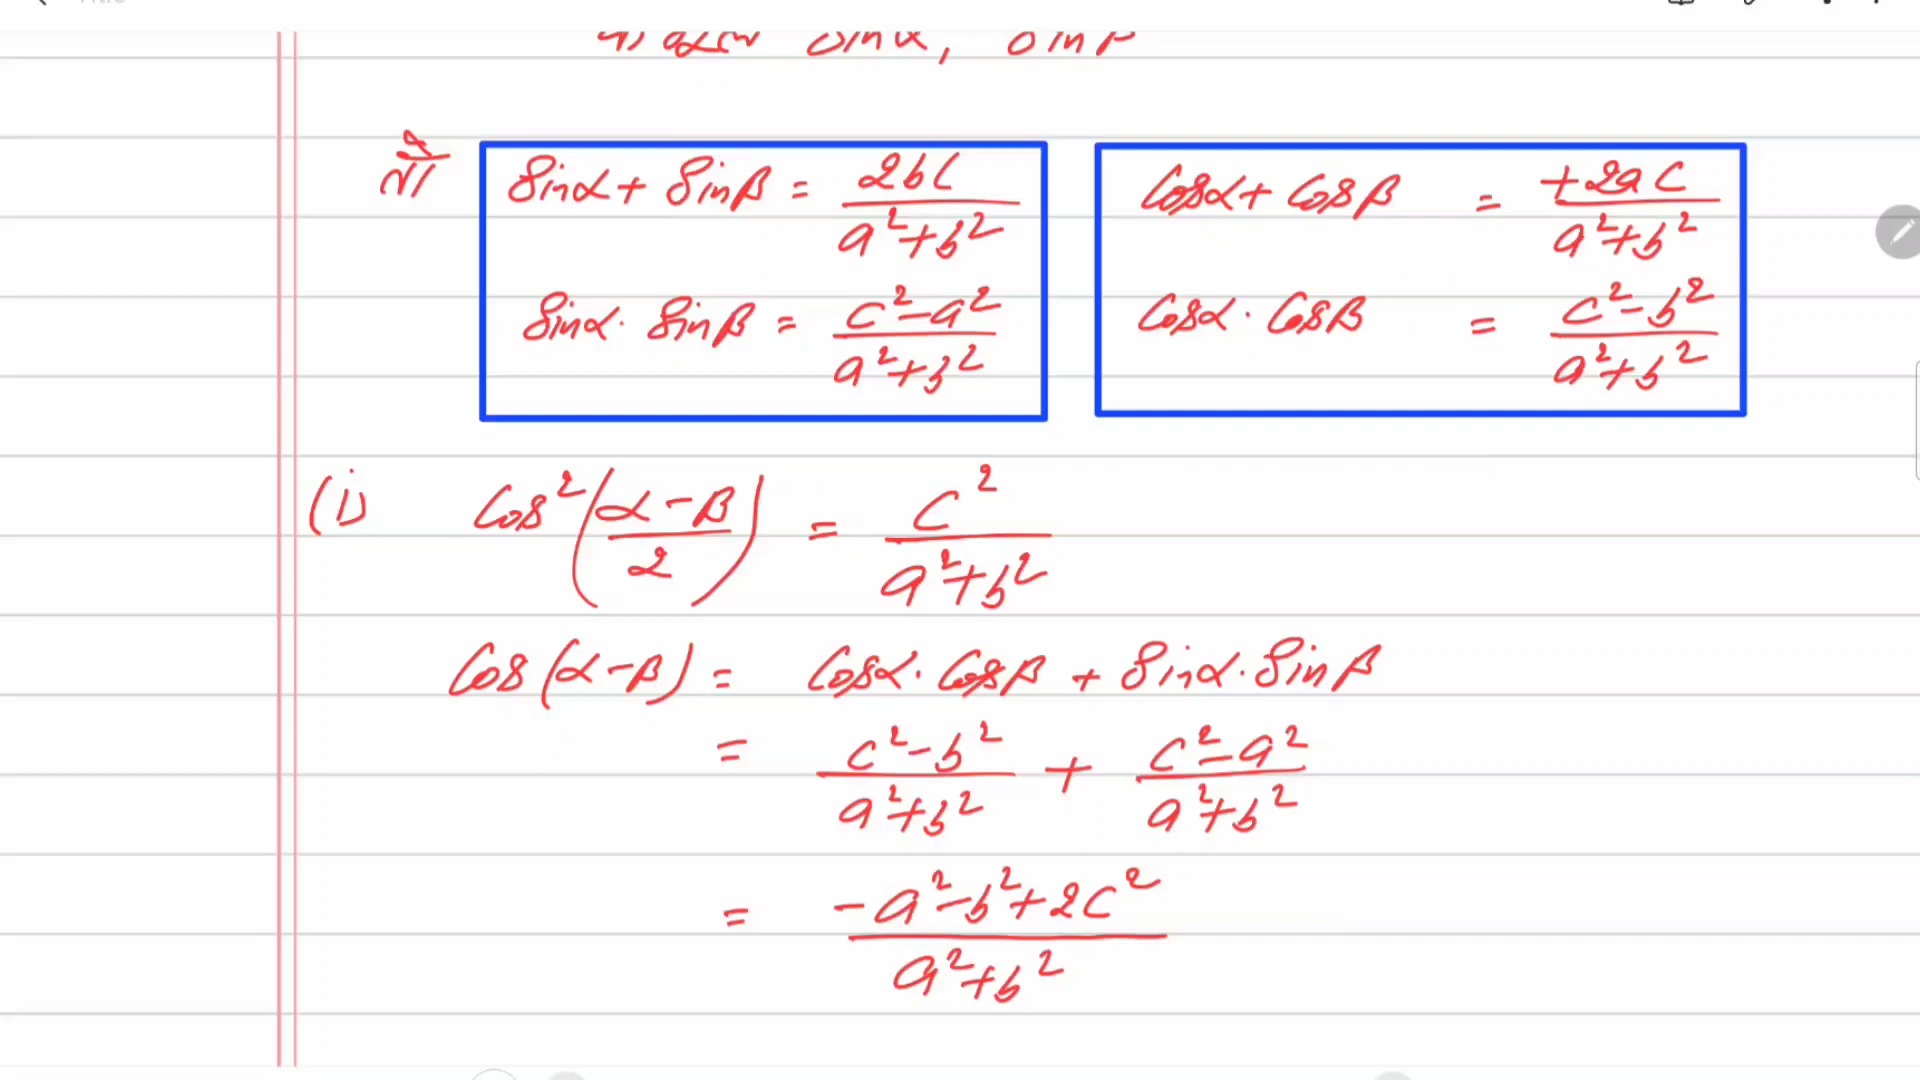 Sinα, Sinβ
Sinα + Sinβ = 2bc / a²+b²
Sinα · Sinβ = c²-a² / a²+b²
Cosα + Cosβ = +2ac / a²+b²
Cosα · Cosβ = c²-b² / a²+b²
(i) Cos²(α-β / 2) = c² / a²+b²
Cos(α-β) = Cosα · Cosβ + Sinα · Sinβ
= c²-b² / a²+b² + c²-a² / a²+b²
= -a²-b²+2c² / a²+b²